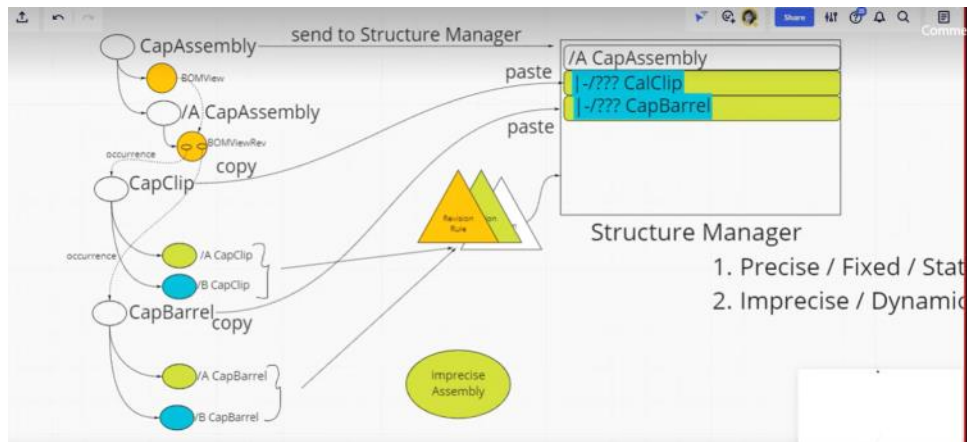 Share
Comme
CapAssembly
send to Structure Manager
BOMView
/A CapAssembly
BOMViewRev
occurrence
copy
CapClip
/A CapClip
/B CapClip
occurrence
CapBarrel
copy
/A CapBarrel
/B CapBarrel
paste
paste
/A CapAssembly
|-/??? CalClip
|-/??? CapBarrel
Revision
Rule
Structure Manager
1. Precise / Fixed / Stat
2. Imprecise / Dynamic
Imprecise
Assembly